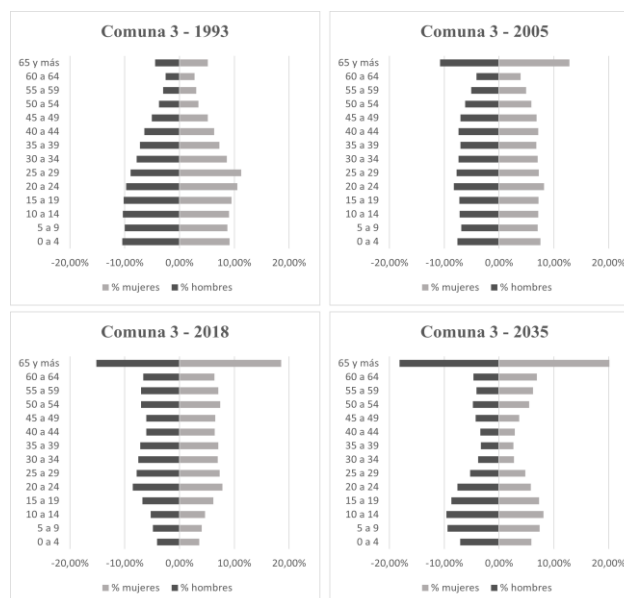 Comuna 3 - 1993
65 y más
60 a 64
55 a 59
50 a 54
45 a 49
40 a 44
35 a 39
30 a 34
25 a 29
20 a 24
15 a 19
10 a 14
5 a 9
0 a 4
-20,00% -10,00% 0,00% 10,00% 20,00%
% mujeres % hombres
Comuna 3 - 2005
65 y más
60 a 64
55 a 59
50 a 54
45 a 49
40 a 44
35 a 39
30 a 34
25 a 29
20 a 24
15 a 19
10 a 14
5 a 9
0 a 4
-20,00% -10,00% 0,00% 10,00% 20,00%
% mujeres % hombres
Comuna 3 - 2018
65 y más
60 a 64
55 a 59
50 a 54
45 a 49
40 a 44
35 a 39
30 a 34
25 a 29
20 a 24
15 a 19
10 a 14
5 a 9
0 a 4
-20,00% -10,00% 0,00% 10,00% 20,00%
% mujeres % hombres
Comuna 3 - 2035
65 y más
60 a 64
55 a 59
50 a 54
45 a 49
40 a 44
35 a 39
30 a 34
25 a 29
20 a 24
15 a 19
10 a 14
5 a 9
0 a 4
-20,00% -10,00% 0,00% 10,00% 20,00%
% mujeres % hombres